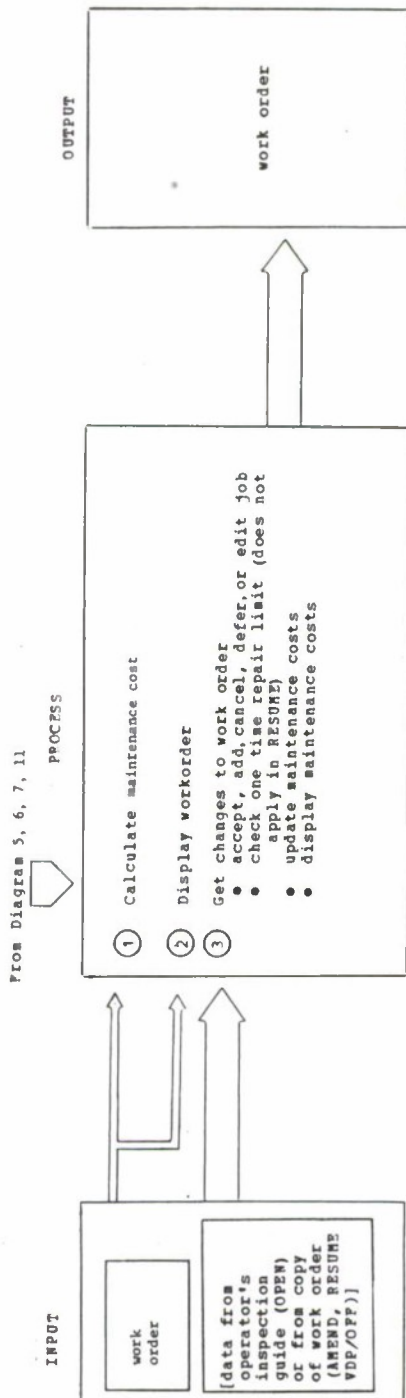 From Diagram 5, 6, 7, 11
INPUT
PROCESS
OUTPUT
work
order
[data from
operator's
inspection
guide (OPEN)
or from copy
of work order
(AMEND, RESUME
VDP/OFF)]
1 Calculate maintenance cost
2 Display workorder
3 Get changes to work order
• accept, add, cancel, defer, or edit job
• check one time repair limit (does not
apply in RESUME)
• update maintenance costs
• display maintenance costs
work order